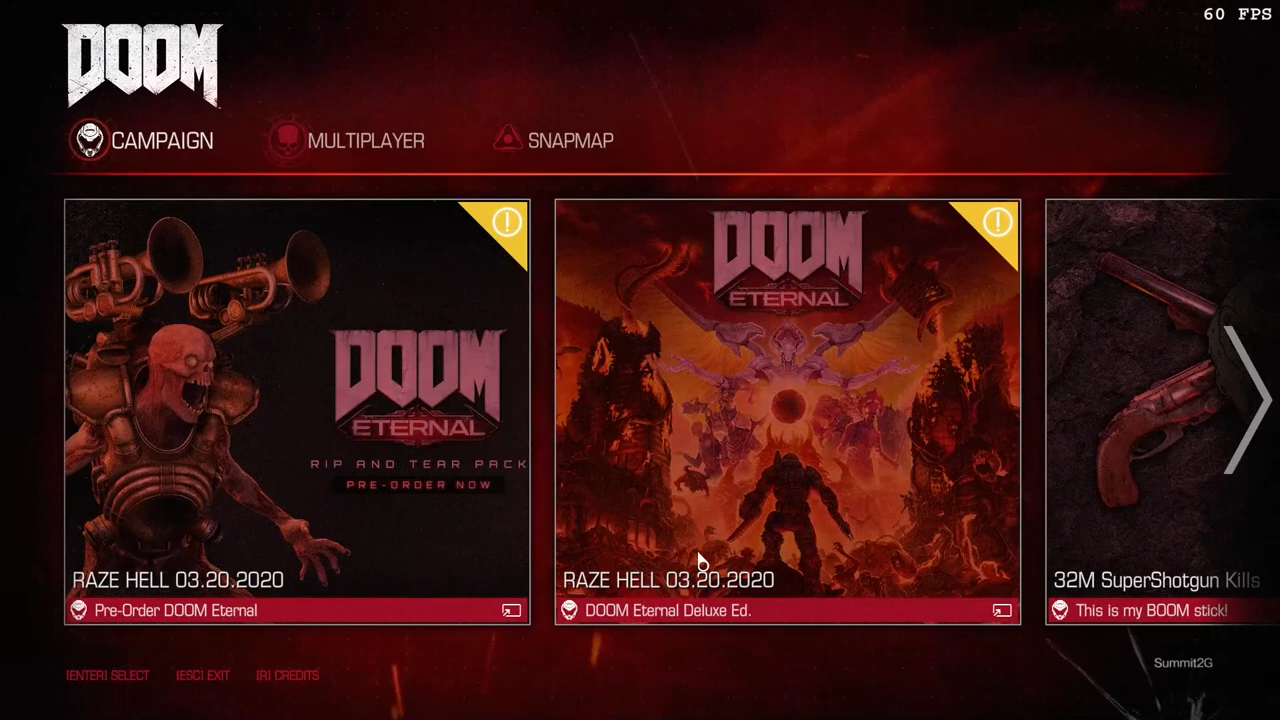 60 FPS
DOOM
CAMPAIGN
MULTIPLAYER
SNAPMAP
DOOM
ETERNAL
RIP AND TEAR PACK
PRE-ORDER NOW
RAZE HELL 03.20.2020
Pre-Order DOOM Eternal
DOOM
ETERNAL
RAZE HELL 03.20.2020
DOOM Eternal Deluxe Ed.
32M SuperShotgun Kills
This is my BOOM stick!
[ENTER] SELECT
[ESC] EXIT
[R] CREDITS
Summit2G